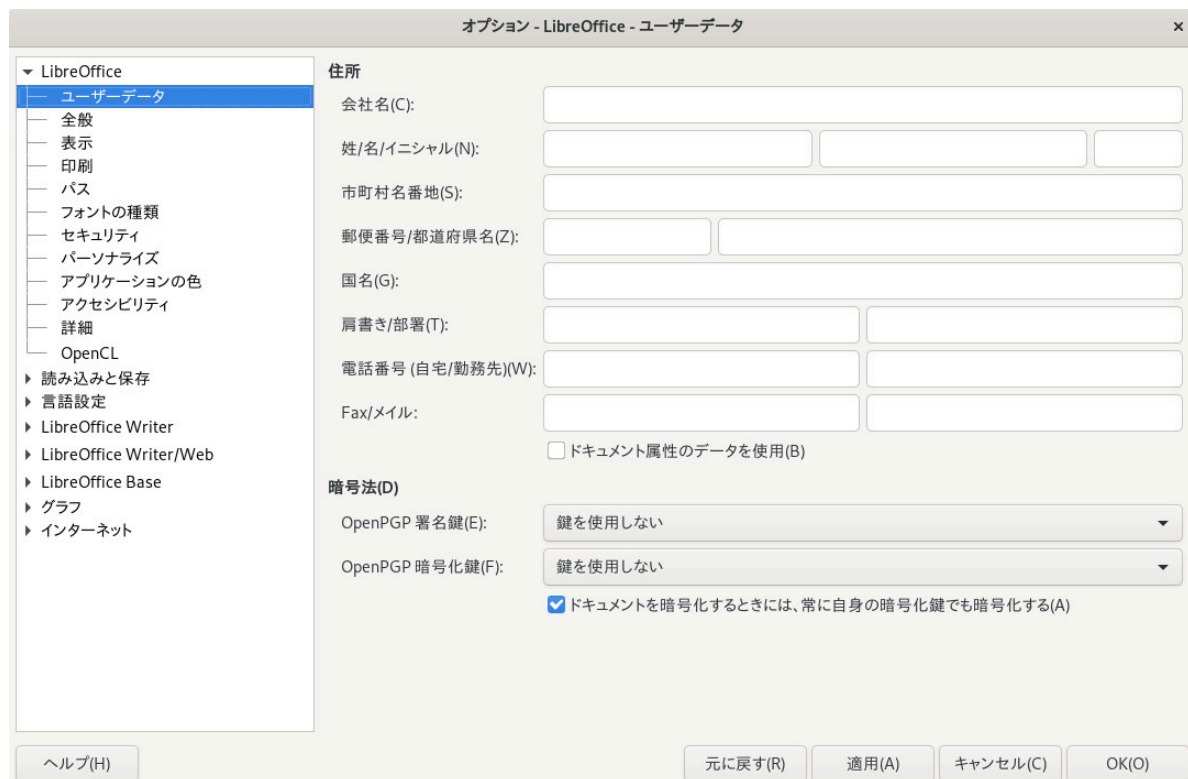 オプション - LibreOffice - ユーザーデータ
×
LibreOffice
ユーザーデータ
全般
表示
印刷
パス
フォントの種類
セキュリティ
パーソナライズ
アプリケーションの色
アクセシビリティ
詳細
OpenCL
読み込みと保存
言語設定
LibreOffice Writer
LibreOffice Writer/Web
LibreOffice Base
グラフ
インターネット
住所
会社名(C):
姓/名/イニシャル(N):
市町村名番地(S):
郵便番号/都道府県名(Z):
国名(G):
肩書き/部署(T):
電話番号 (自宅/勤務先)(W):
Fax/メイル:
ドキュメント属性のデータを使用(B)
暗号法(D)
OpenPGP 署名鍵(E): 鍵を使用しない
OpenPGP 暗号化鍵(F): 鍵を使用しない
ドキュメントを暗号化するときには、常に自身の暗号化鍵でも暗号化する(A)
ヘルプ(H) 元に戻す(R) 適用(A) キャンセル(C) OK(O)